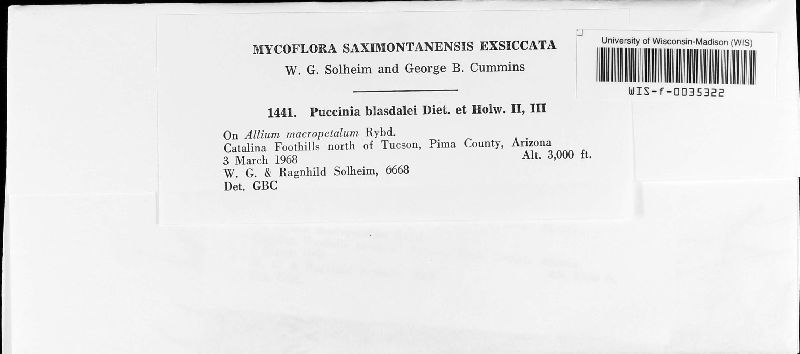 MYCOFLORA SAXIMONTANENSIS EXSICCATA
W. G. Solheim and George B. Cummins
1441. Puccinia blasdalei Diet. et Holw. II, III
On Allium macropetalum Rybd.
Catalina Foothills north of Tucson, Pima County, Arizona
3 March 1968 Alt. 3,000 ft.
W. G. & Ragnhild Solheim, 6668
Det. GBC
University of Wisconsin-Madison (WIS)
WIS-f-0035322